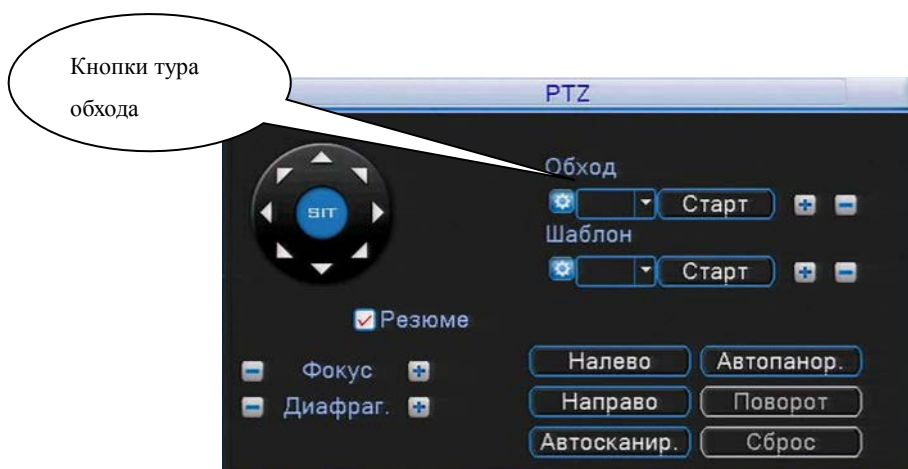 Кнопки тура
обхода
PTZ
Обход
Старт
Шаблон
Старт
SIT
Резюме
Фокус
Диафраг.
Налево Автопанор.
Направо Поворот
Автосканир. Сброс